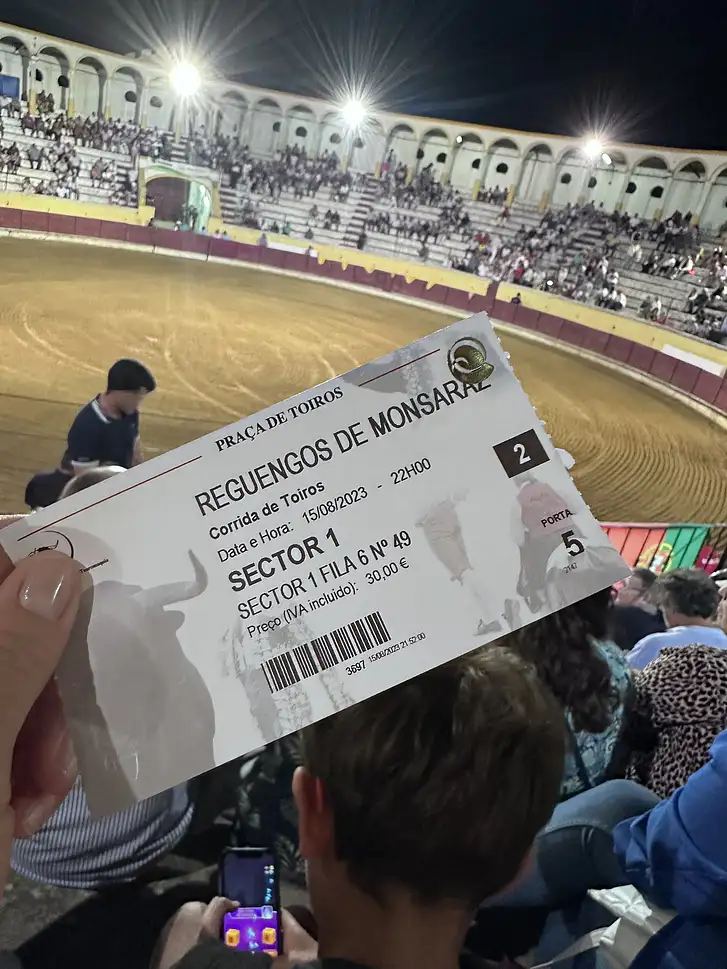 PRAÇA DE TOIROS
REGUENGOS DE MONSARAZ
Corrida de Toiros
Data e Hora: 15/08/2023 - 22H00
2
SECTOR 1
SECTOR 1 FILA 6 Nº 49
Preço (IVA incluido): 30,00 €
PORTA
5
3697 15/08/2023 21:52:00